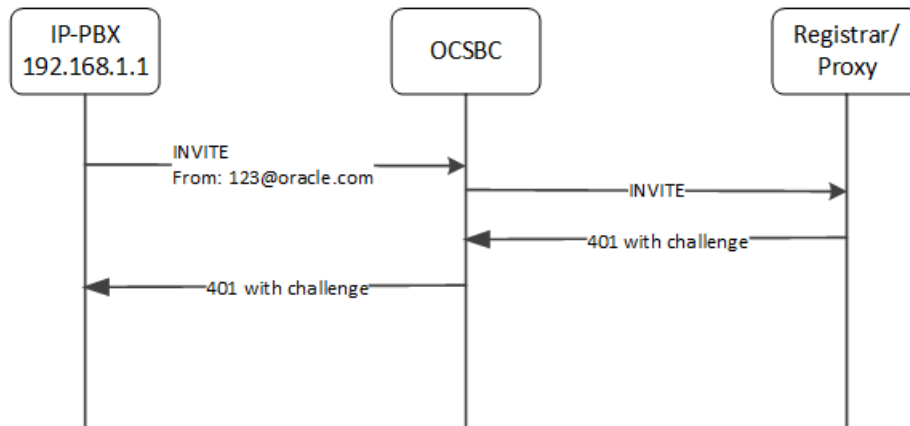 IP-PBX
192.168.1.1
OCSBC
Registrar/
Proxy
INVITE
From: 123@oracle.com
INVITE
401 with challenge
401 with challenge